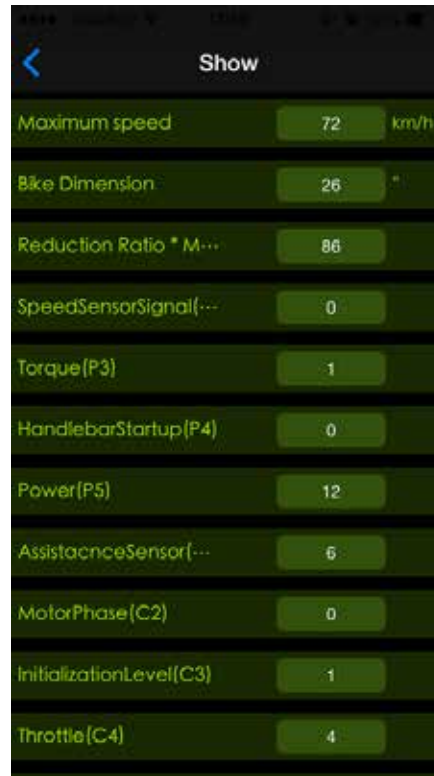 Show
Maximum speed 72 km/h
Bike Dimension 26 "
Reduction Ratio * M··· 86
SpeedSensorSignal(··· 0
Torque(P3) 1
HandlebarStartup(P4) 0
Power(P5) 12
AssistacnceSensor(··· 6
MotorPhase(C2) 0
InitializationLevel(C3) 1
Throttle(C4) 4